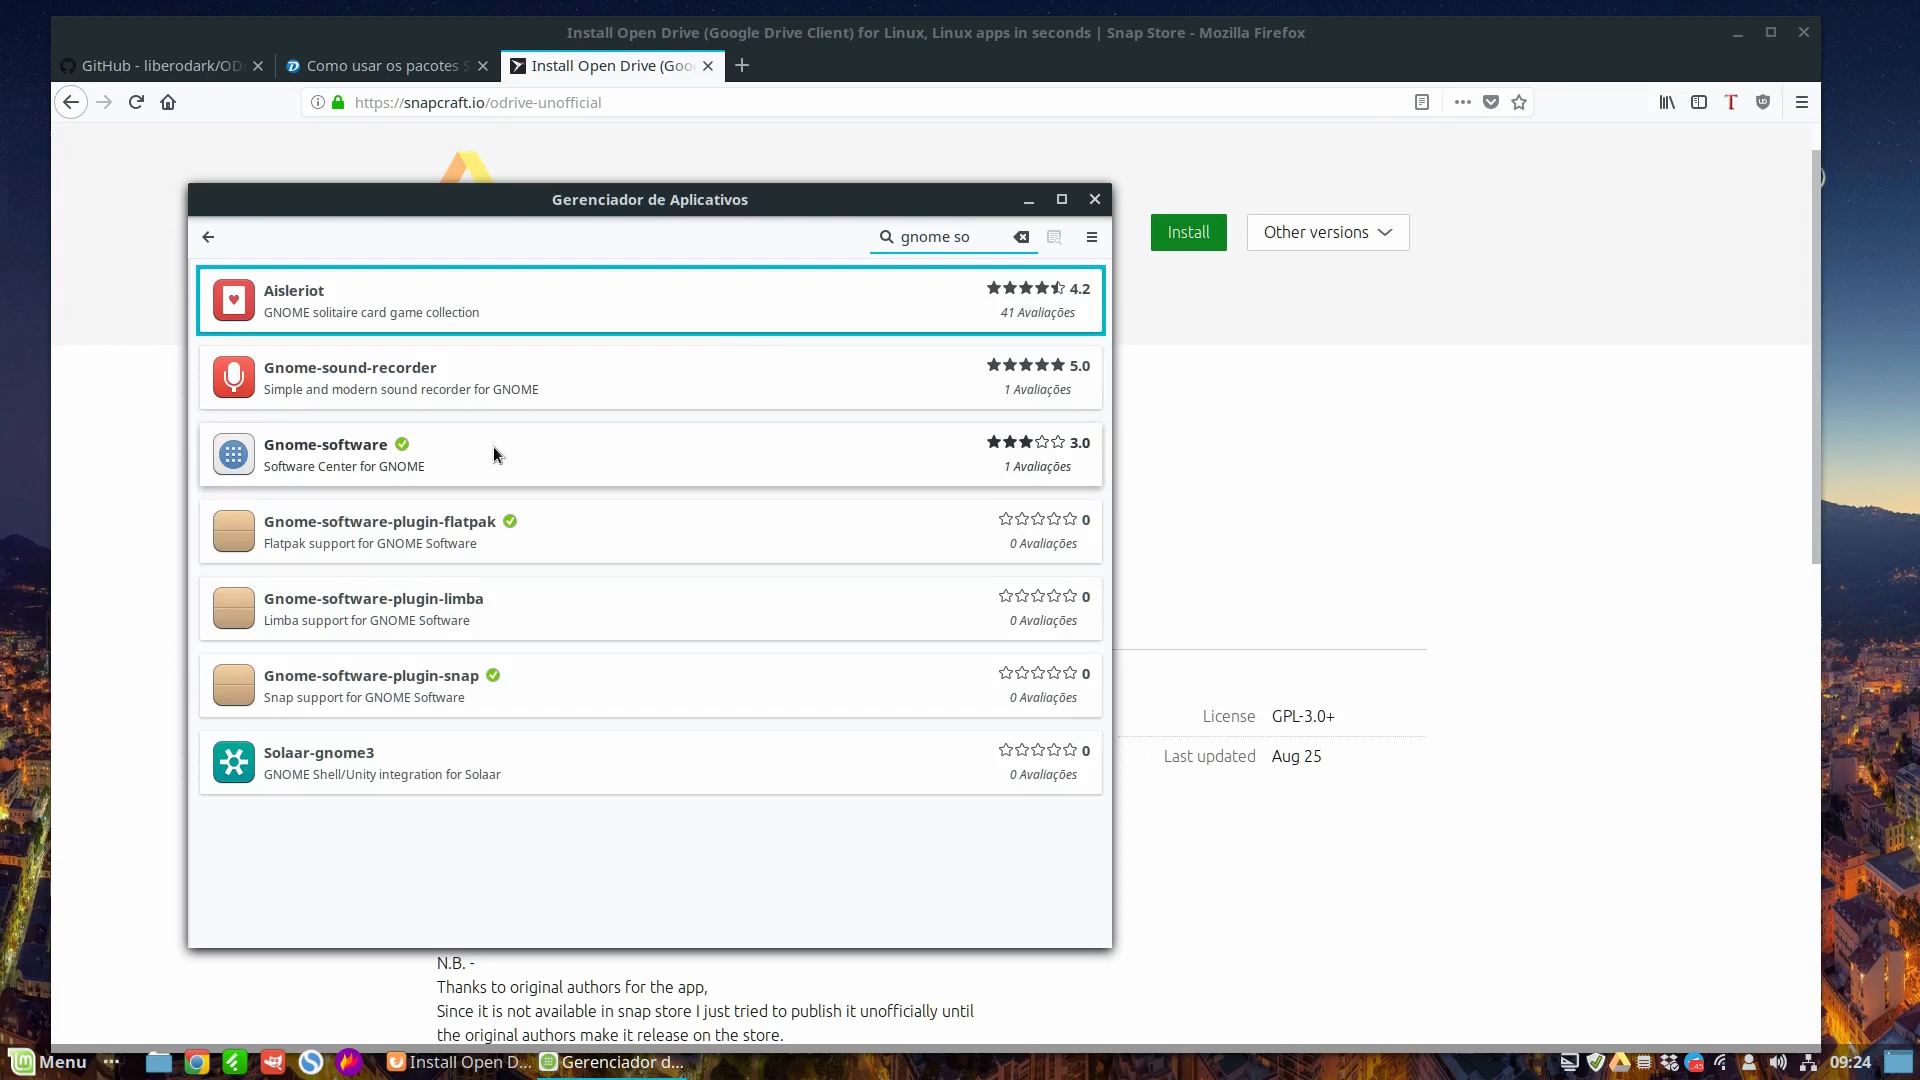 Install Open Drive (Google Drive Client) for Linux, Linux apps in seconds | Snap Store - Mozilla Firefox
GitHub - liberodark/OD
Como usar os pacotes S
Install Open Drive (Goo
https://snapcraft.io/odrive-unofficial
Install
Other versions
Gerenciador de Aplicativos
gnome so
Aisleriot
GNOME solitaire card game collection
4.2
41 Avaliações
Gnome-sound-recorder
Simple and modern sound recorder for GNOME
5.0
1 Avaliações
Gnome-software
Software Center for GNOME
3.0
1 Avaliações
Gnome-software-plugin-flatpak
Flatpak support for GNOME Software
0
0 Avaliações
Gnome-software-plugin-limba
Limba support for GNOME Software
0
0 Avaliações
Gnome-software-plugin-snap
Snap support for GNOME Software
0
0 Avaliações
Solaar-gnome3
GNOME Shell/Unity integration for Solaar
0
0 Avaliações
License GPL-3.0+
Last updated Aug 25
N.B. -
Thanks to original authors for the app,
Since it is not available in snap store I just tried to publish it unofficially until
the original authors make it release on the store.
Menu
Install Open D...
Gerenciador d...
09:24